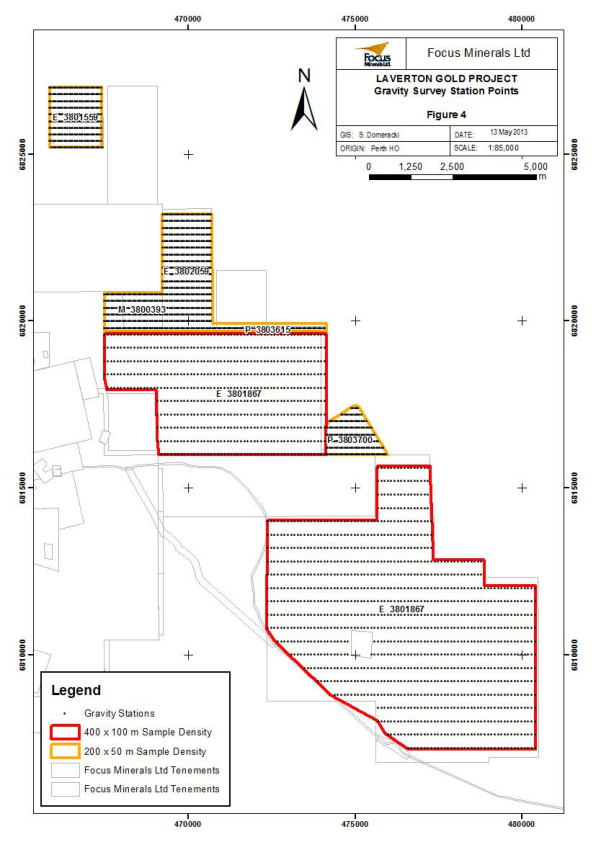 470000
475000
480000
Focus
Minerals Ltd.
Focus Minerals Ltd
LAVERTON GOLD PROJECT
Gravity Survey Station Points
Figure 4
GIS: S. Domeracki
DATE: 13 May 2013
ORIGIN: Perth HO
SCALE: 1:85,000
0 1,250 2,500 5,000
m
N
E 3801559
6825000
6825000
E 3802059
M 3800393
6820000
6820000
P 3803615
E 3801867
P 3803700
6815000
6815000
E 3801867
6810000
6810000
Legend
Gravity Stations
400 x 100 m Sample Density
200 x 50 m Sample Density
Focus Minerals Ltd Tenements
Focus Minerals Ltd Tenements
470000
475000
480000